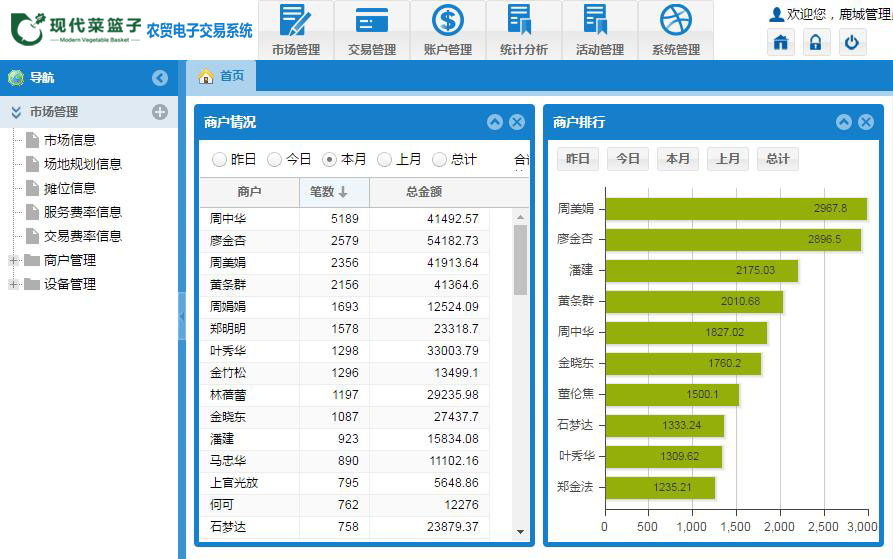 现代菜篮子
Modern Vegetable Basket
农贸电子交易系统
市场管理 交易管理 账户管理 统计分析 活动管理 系统管理
欢迎您，鹿城管理
导航
首页
市场管理
市场信息
场地规划信息
摊位信息
服务费率信息
交易费率信息
商户管理
设备管理
商户情况
昨日 今日 本月 上月 总计
商户 笔数 总金额
周中华 5189 41492.57
廖金杏 2579 54182.73
周美娟 2356 41913.64
黄条群 2156 41364.6
周娟娟 1693 12524.09
郑明明 1578 23318.7
叶秀华 1298 33003.79
金竹松 1296 13499.1
林蓓蕾 1197 29235.98
金晓东 1087 27437.7
潘建 923 15834.08
马忠华 890 11102.16
上官光放 795 5648.86
何可 762 12276
石梦达 758 23879.37
商户排行
昨日 今日 本月 上月 总计
周美娟 2967.8
廖金杏 2896.5
潘建 2175.03
黄条群 2010.68
周中华 1827.02
金晓东 1760.2
董伦焦 1500.1
石梦达 1333.24
叶秀华 1309.62
郑金法 1235.21
0 500 1,000 1,500 2,000 2,500 3,000